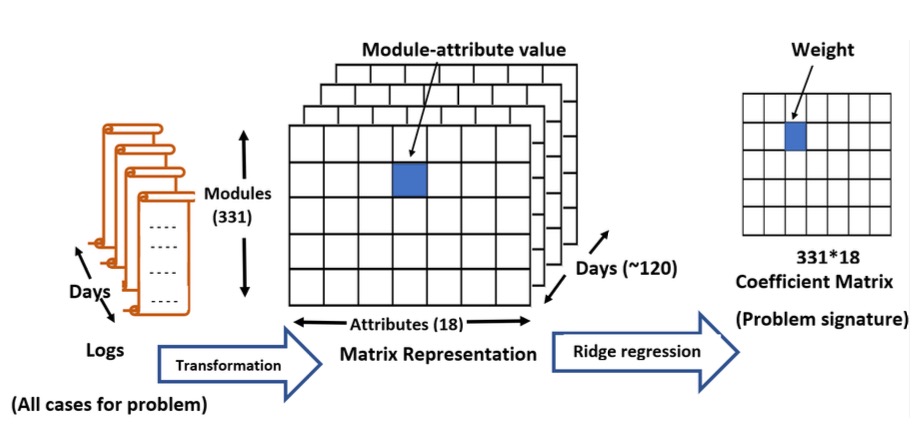 Module-attribute value
Weight
Modules
(331)
Days
Days (~120)
Attributes (18)
Logs
Transformation
Matrix Representation
Ridge regression
331*18
Coefficient Matrix
(Problem signature)
(All cases for problem)